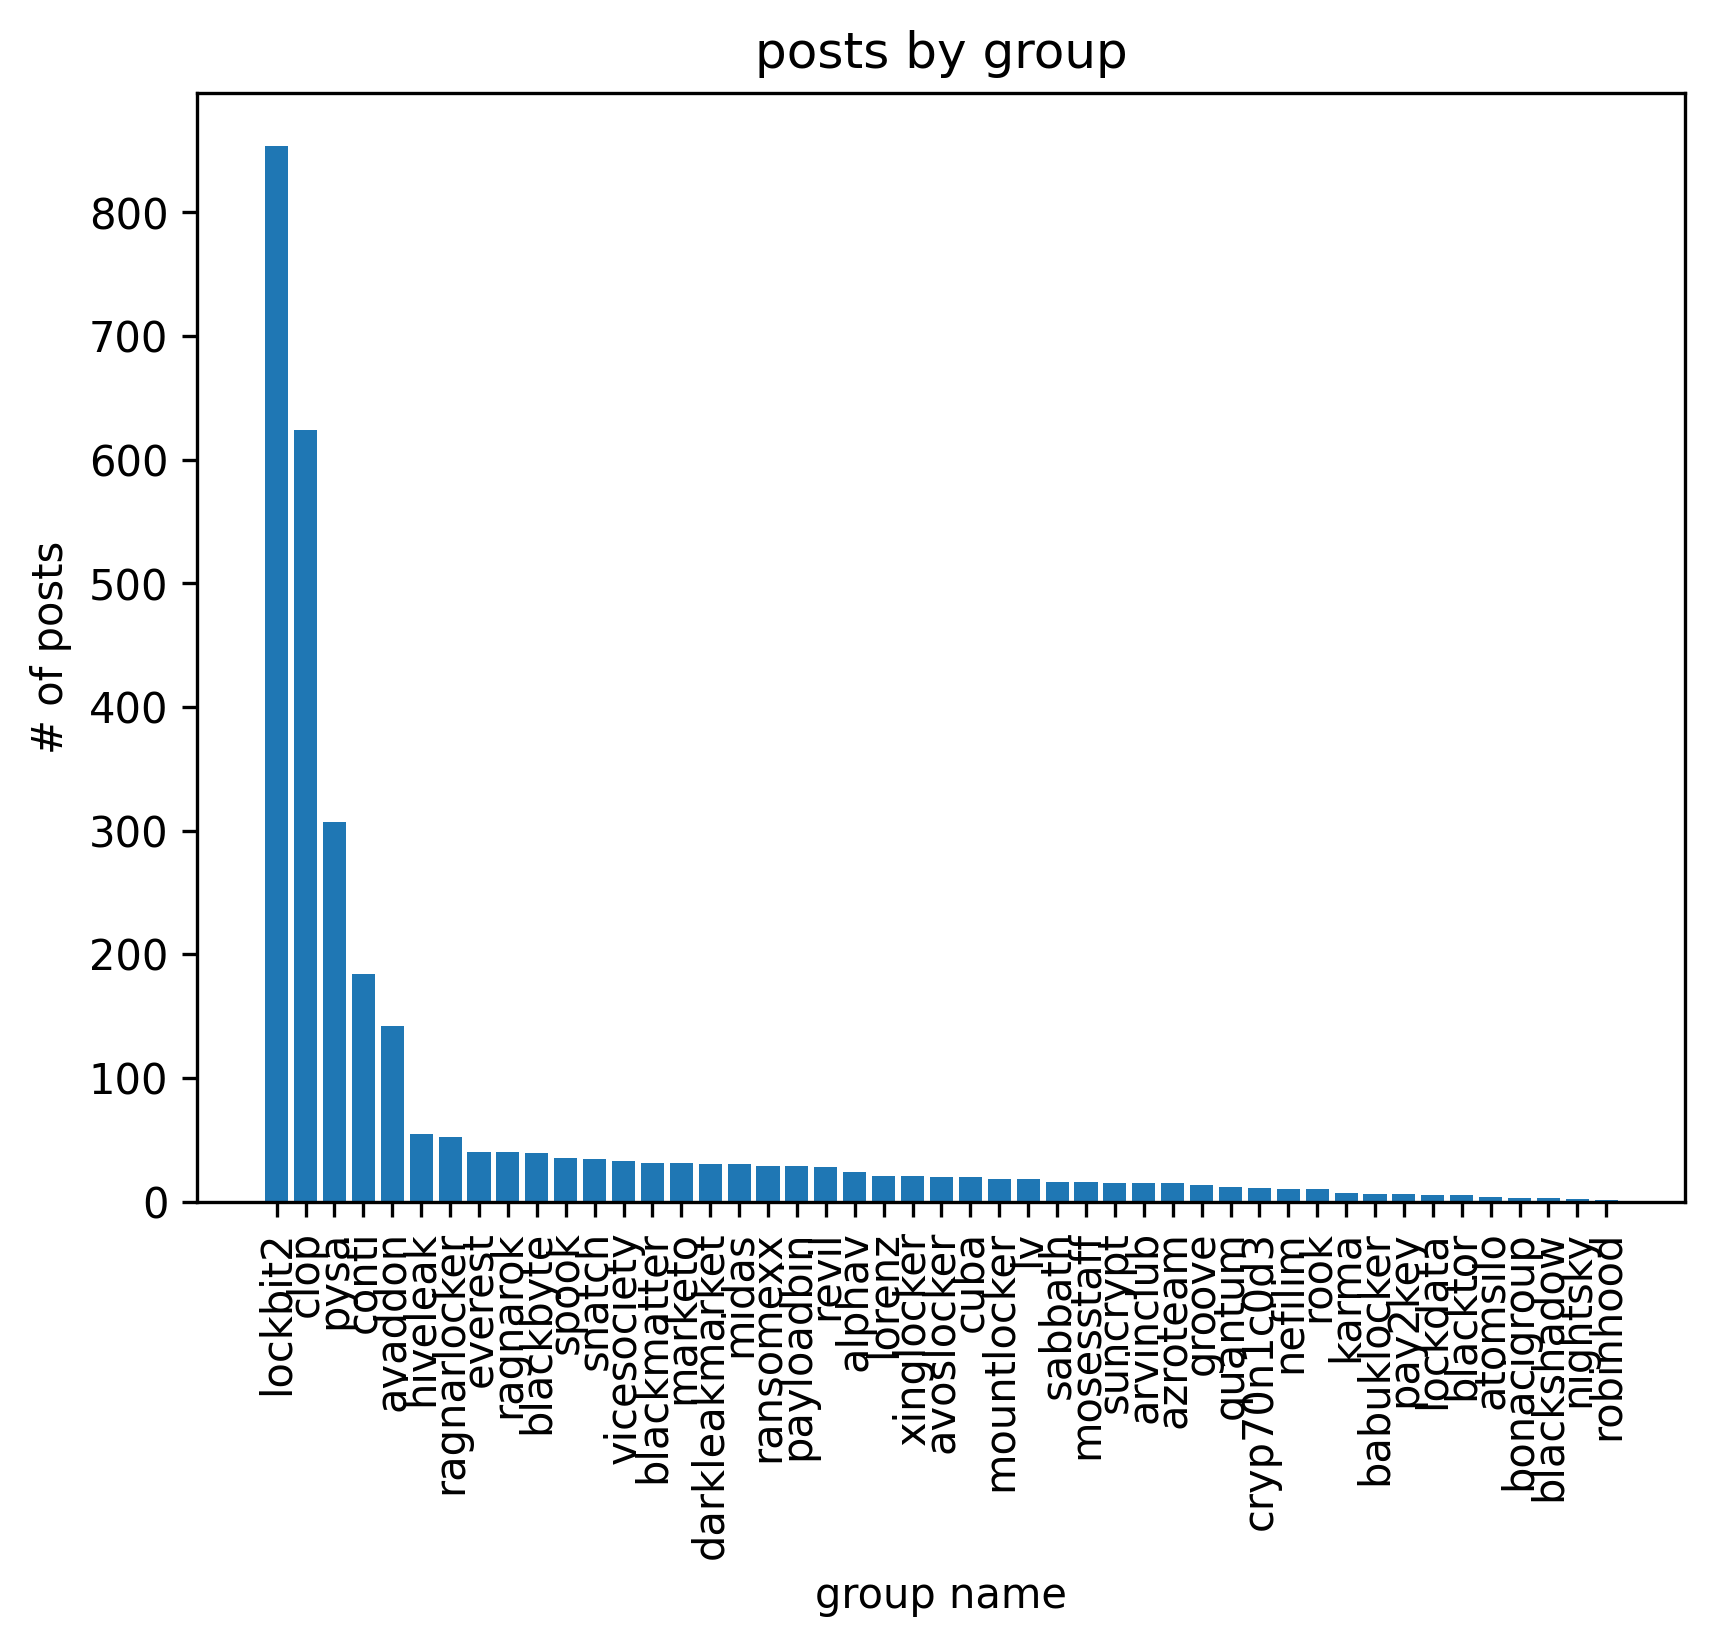 posts by group
# of posts
800
700
600
500
400
300
200
100
0
lockbit2
clop
pysa
conti
avaddon
hiveleak
ragnarlocker
everest
ragnarok
blackbyte
spook
snatch
vicesociety
blackmatter
marketo
darkleakmarket
midas
ransomexx
payloadbin
revil
alphav
lorenz
xinglocker
avoslocker
cuba
mountlocker
lv
sabbath
mosesstaff
suncrypt
arvinclub
azroteam
groove
quantum
cryp70n1c0d3
nefilim
rook
karma
babuklocker
pay2key
lockdata
blacktor
atomsilo
bonacigroup
blackshadow
nightsky
robinhood
group name